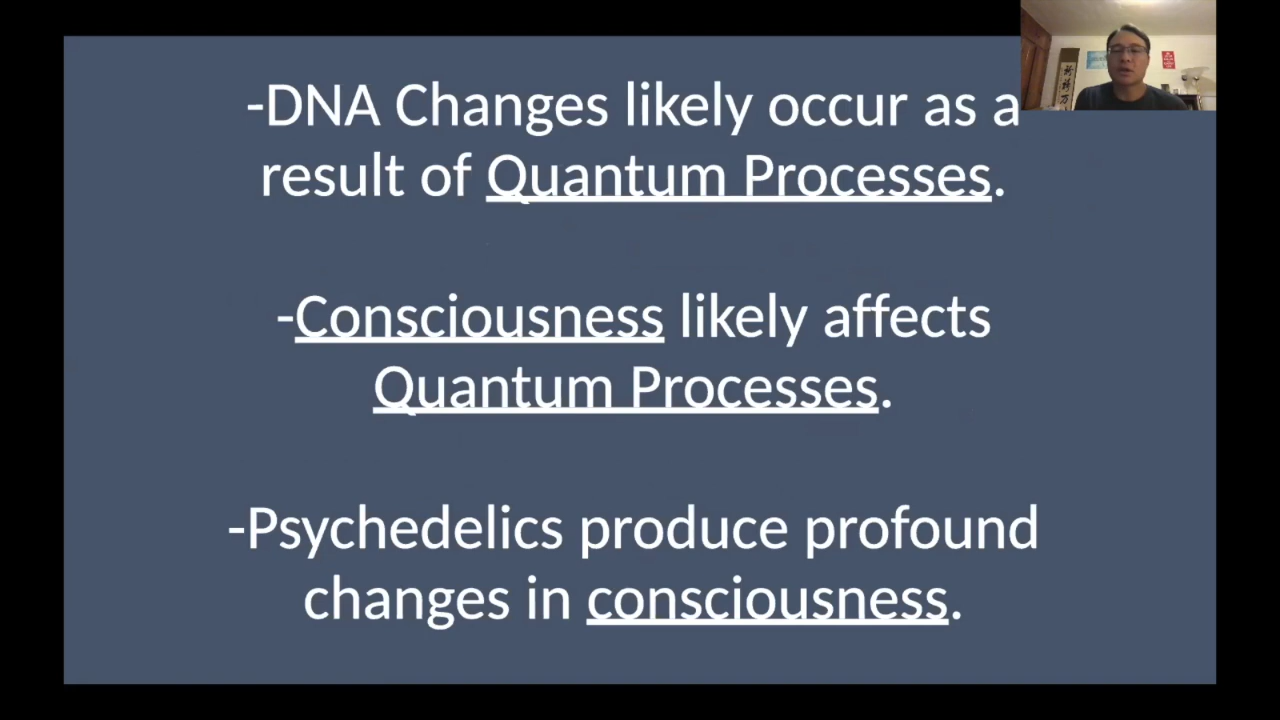 -DNA Changes likely occur as a
result of Quantum Processes.
-Consciousness likely affects
Quantum Processes.
-Psychedelics produce profound
changes in consciousness.